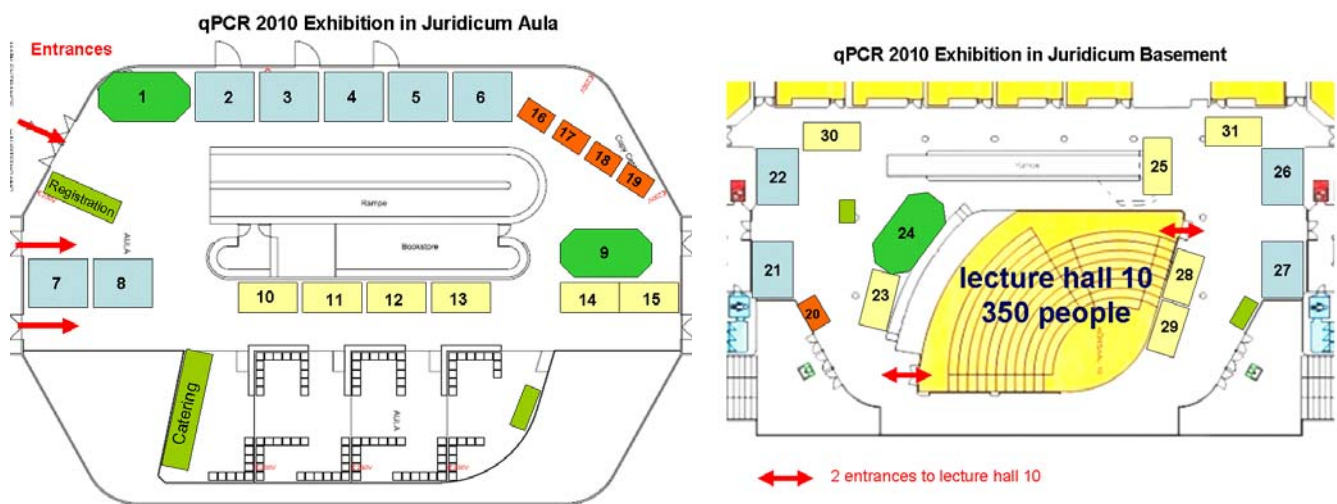 qPCR 2010 Exhibition in Juridicum Aula
Entrances
1
2
3
4
5
6
16
17
18
19
Registration
Rampe
AULA
Bookstore
7
8
9
10
11
12
13
14
15
Catering
AULA
qPCR 2010 Exhibition in Juridicum Basement
30
31
25
22
26
24
21
27
23
28
20
29
lecture hall 10
350 people
2 entrances to lecture hall 10